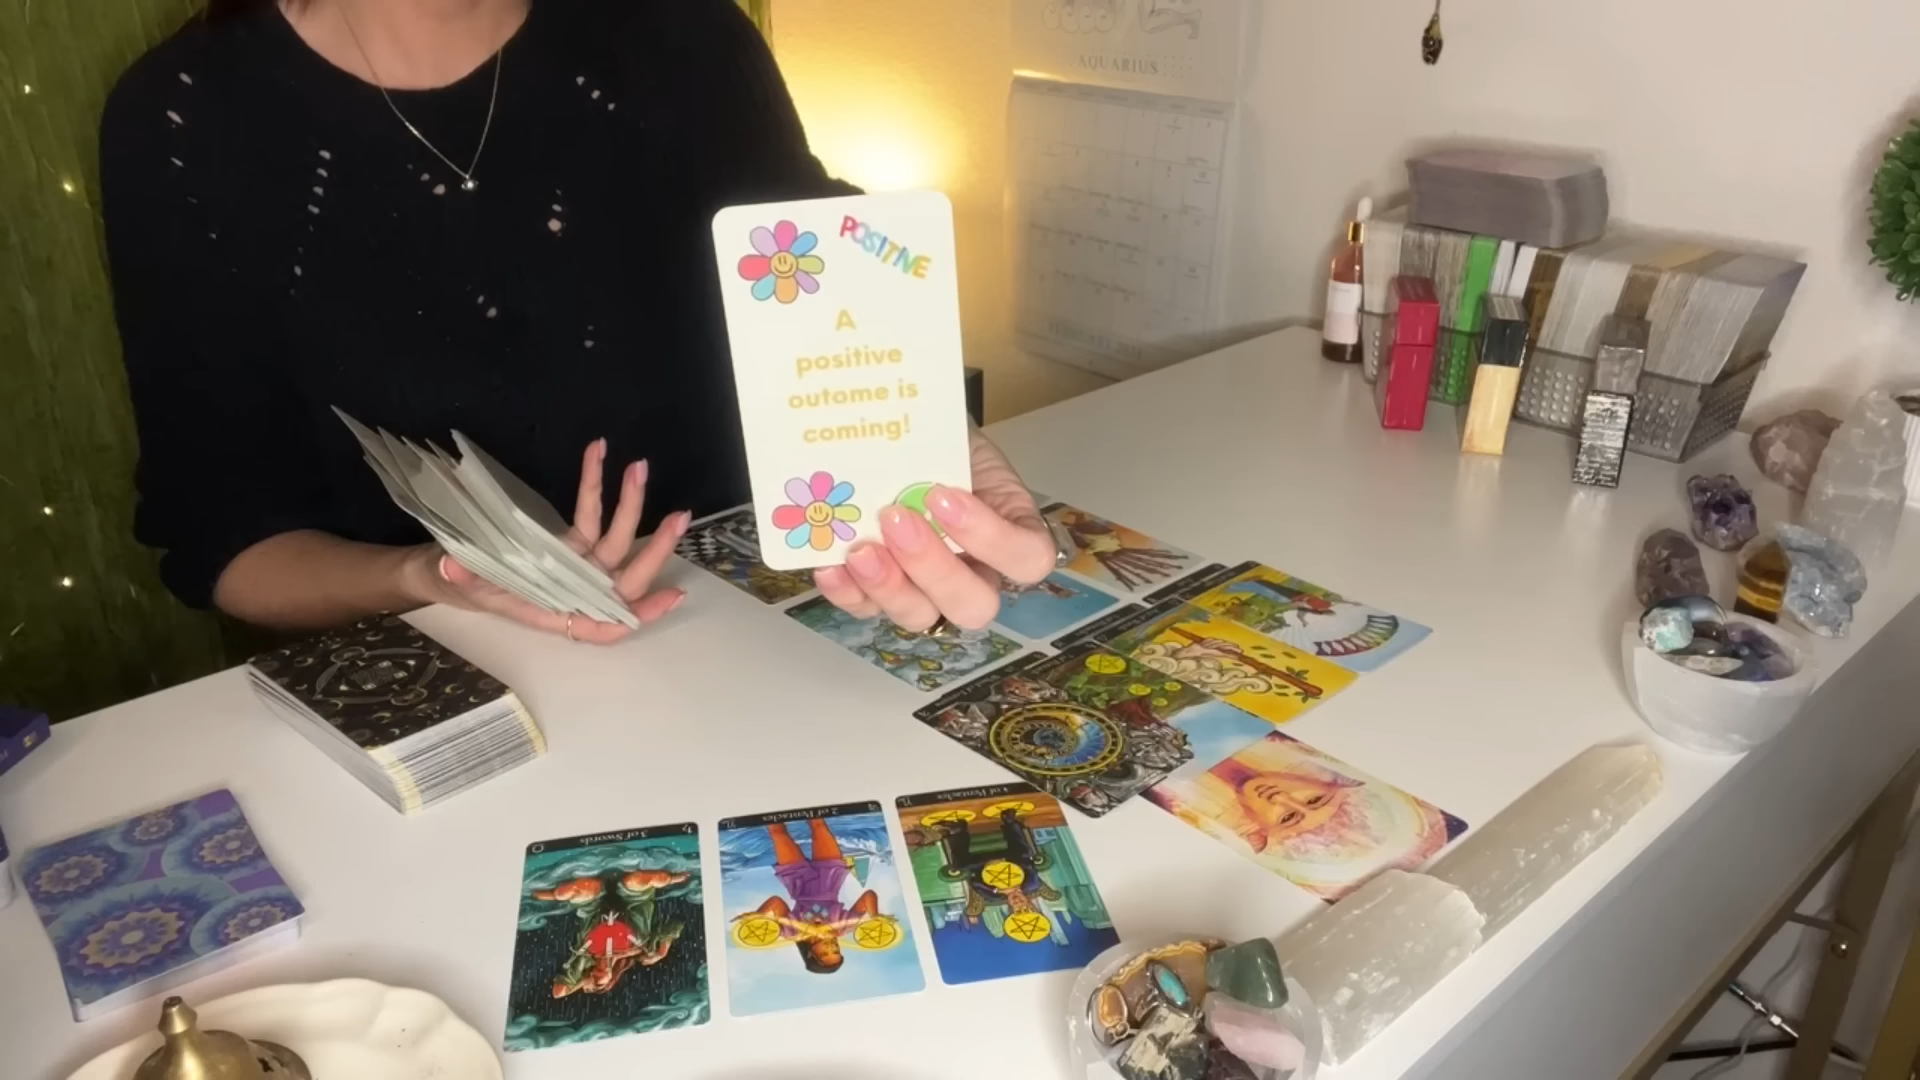 AQUARIUS
POSITIVE
A
positive
outome is
coming!
3 of Swords
2 of Pentacles
4 of Pentacles